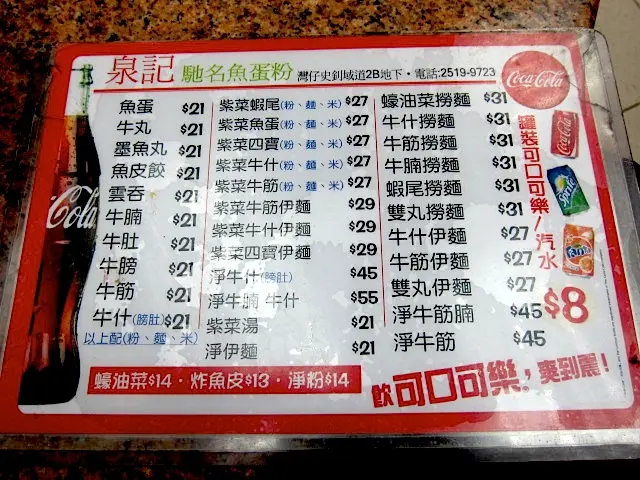 泉記 馳名魚蛋粉 灣仔史釗域道2B地下・電話:2519-9723
Coca-Cola
魚蛋 $21
牛丸 $21
墨魚丸 $21
魚皮餃 $21
雲吞 $21
牛腩 $21
牛肚 $21
牛膀 $21
牛筋 $21
牛什(膀肚) $21
以上配(粉、麵、米)
紫菜蝦尾(粉、麵、米) $27
紫菜魚蛋(粉、麵、米) $27
紫菜四寶(粉、麵、米) $27
紫菜牛什(粉、麵、米) $27
紫菜牛筋(粉、麵、米) $27
紫菜牛筋伊麵 $29
紫菜牛什伊麵 $29
紫菜四寶伊麵 $29
淨牛什(膀肚) $45
淨牛腩 牛什 $55
紫菜湯 $21
淨伊麵 $21
蠔油菜撈麵 $31
牛什撈麵 $31
牛筋撈麵 $31
牛腩撈麵 $31
蝦尾撈麵 $31
雙丸撈麵 $31
牛什伊麵 $27
牛筋伊麵 $27
雙丸伊麵 $27
淨牛筋腩 $45
淨牛筋 $45
罐裝可口可樂/汽水
$8
Coca-Cola
Sprite
Fanta
Cola
蠔油菜$14・炸魚皮$13・淨粉$14
飲可口可樂，爽到震！